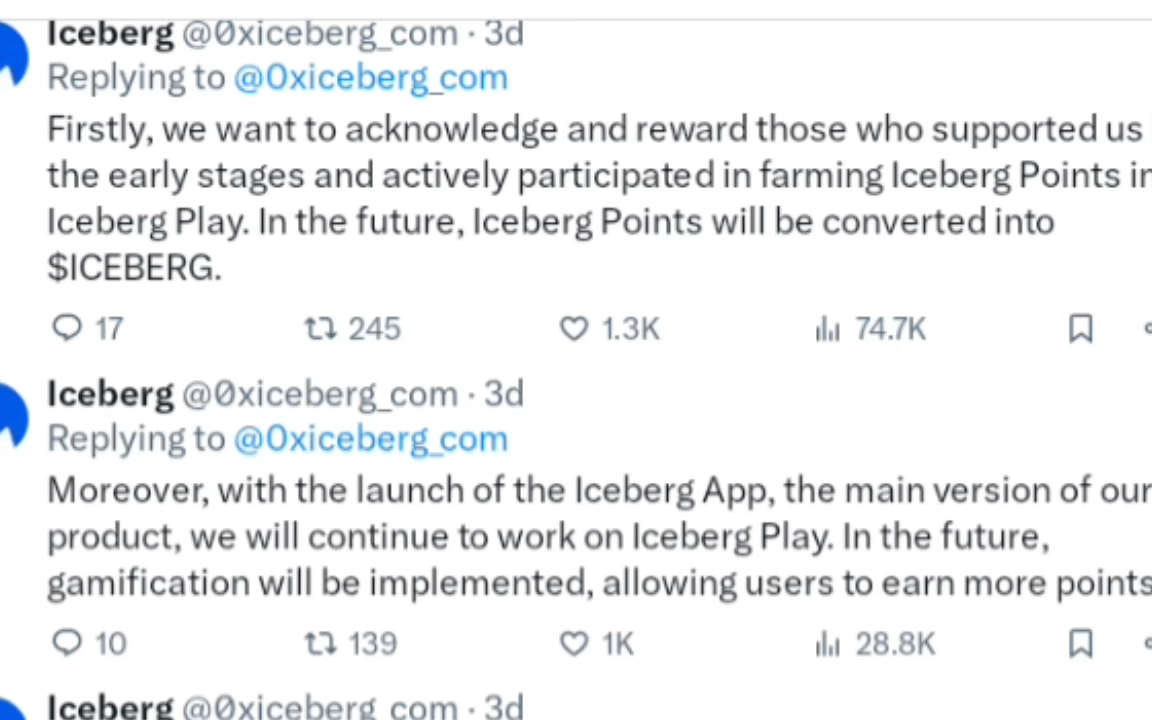 Iceberg @0xiceberg_com · 3d
Replying to @0xiceberg_com
Firstly, we want to acknowledge and reward those who supported us
the early stages and actively participated in farming Iceberg Points in
Iceberg Play. In the future, Iceberg Points will be converted into
$ICEBERG.
17 245 1.3K 74.7K
Iceberg @0xiceberg_com · 3d
Replying to @0xiceberg_com
Moreover, with the launch of the Iceberg App, the main version of our
product, we will continue to work on Iceberg Play. In the future,
gamification will be implemented, allowing users to earn more points
10 139 1K 28.8K
Iceberg @0xiceberg_com · 3d